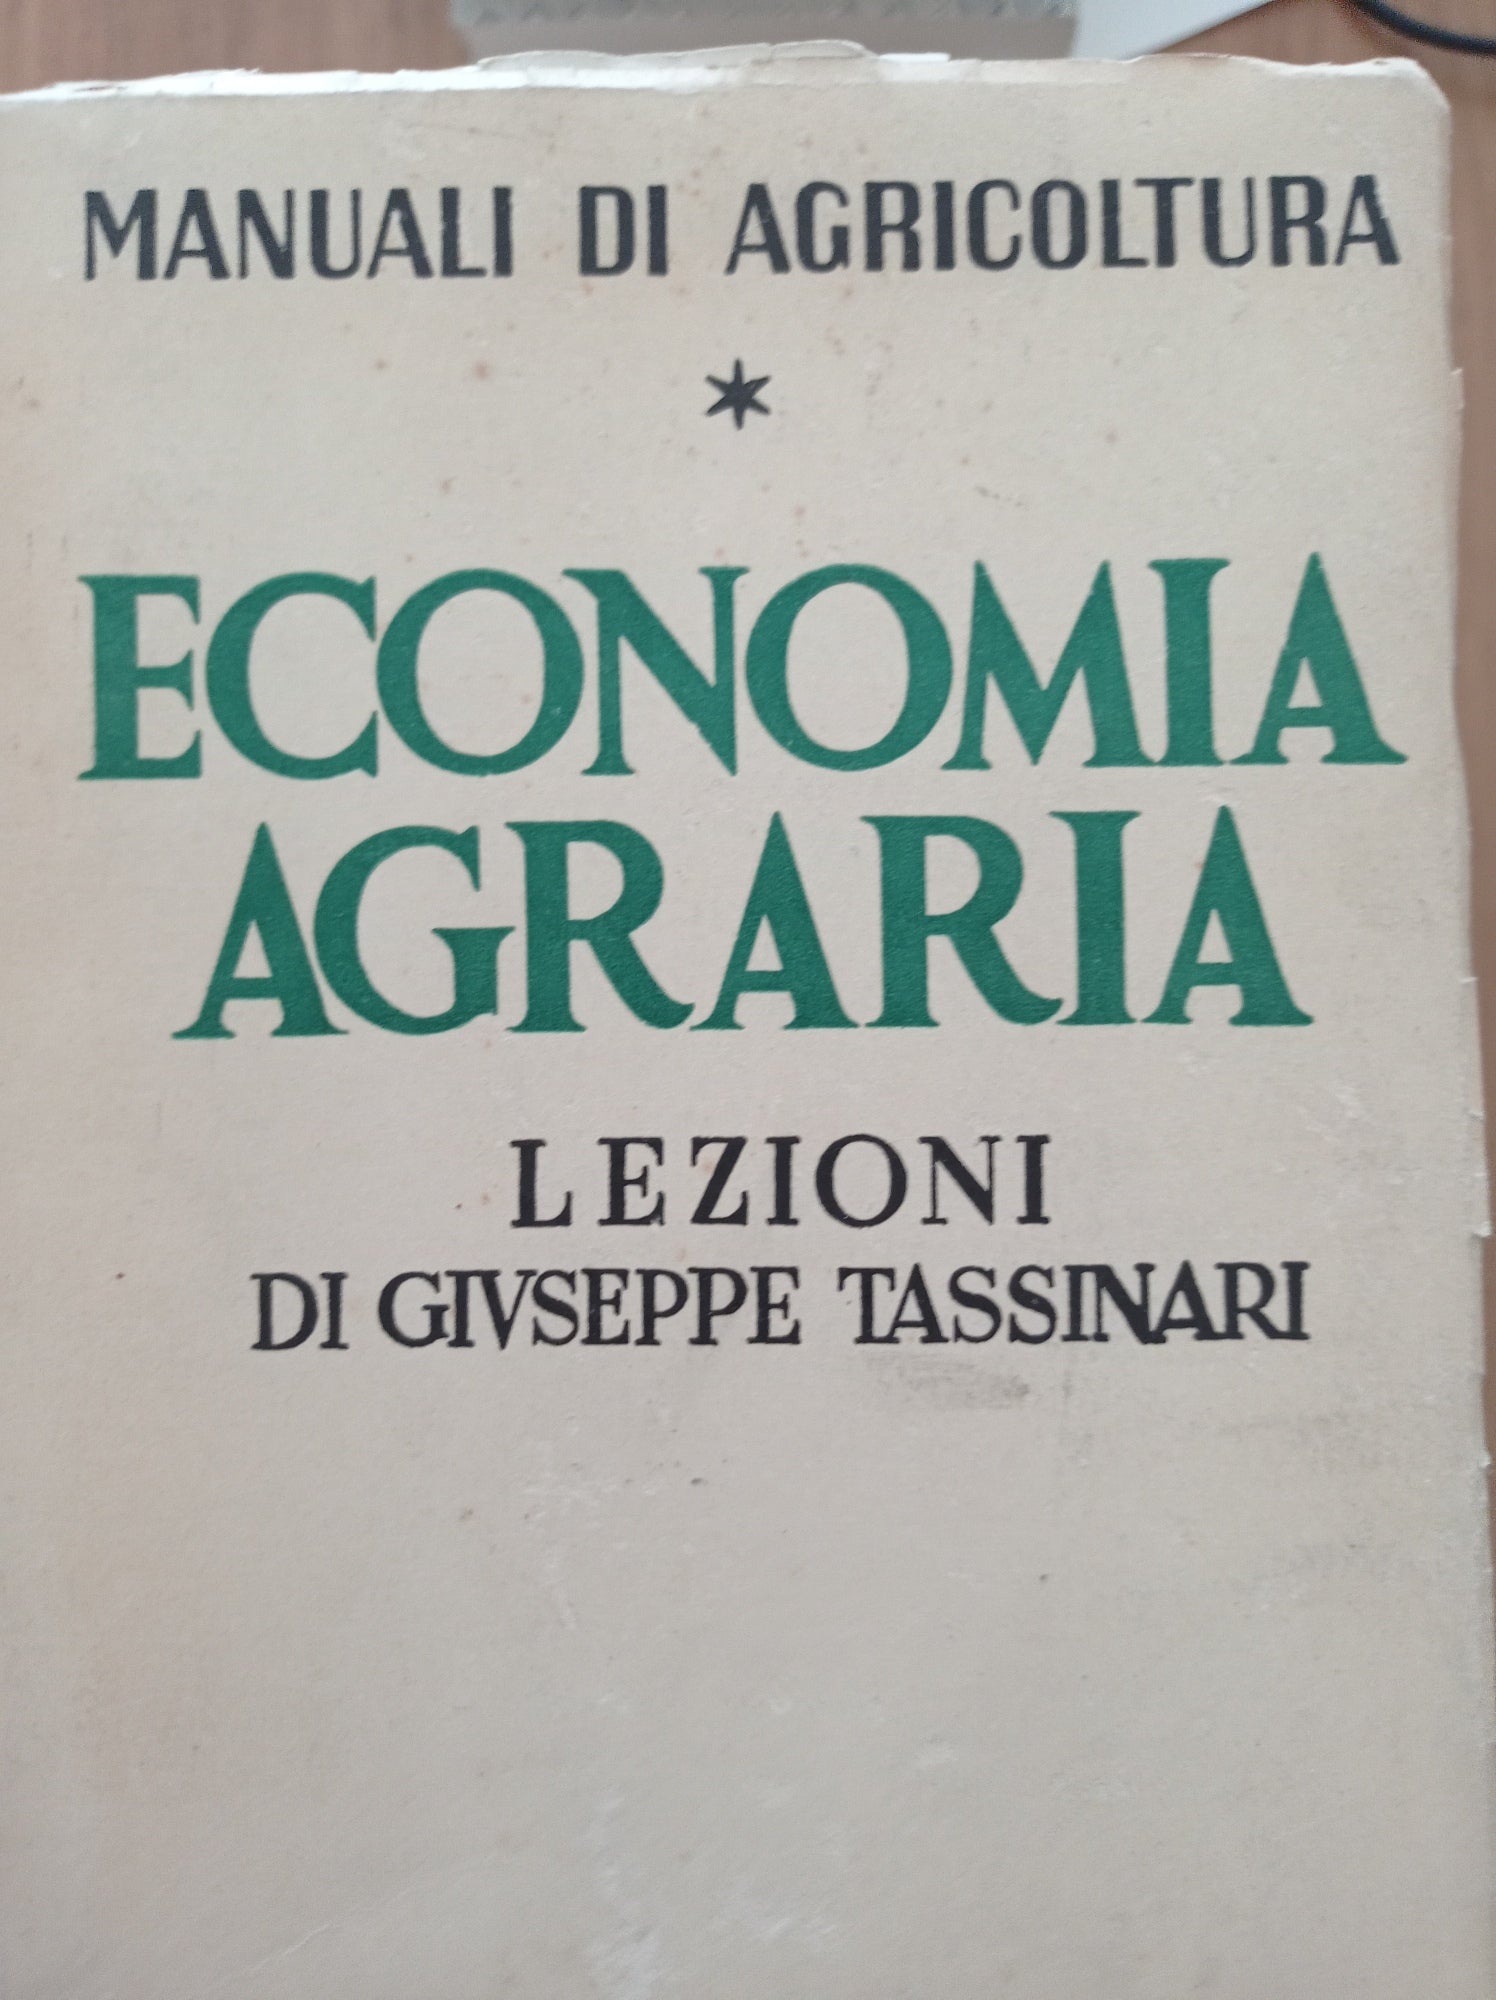 MANUALI DI AGRICOLTURA
*
ECONOMIA
AGRARIA
LEZIONI
DI GIVSEPPE TASSINARI